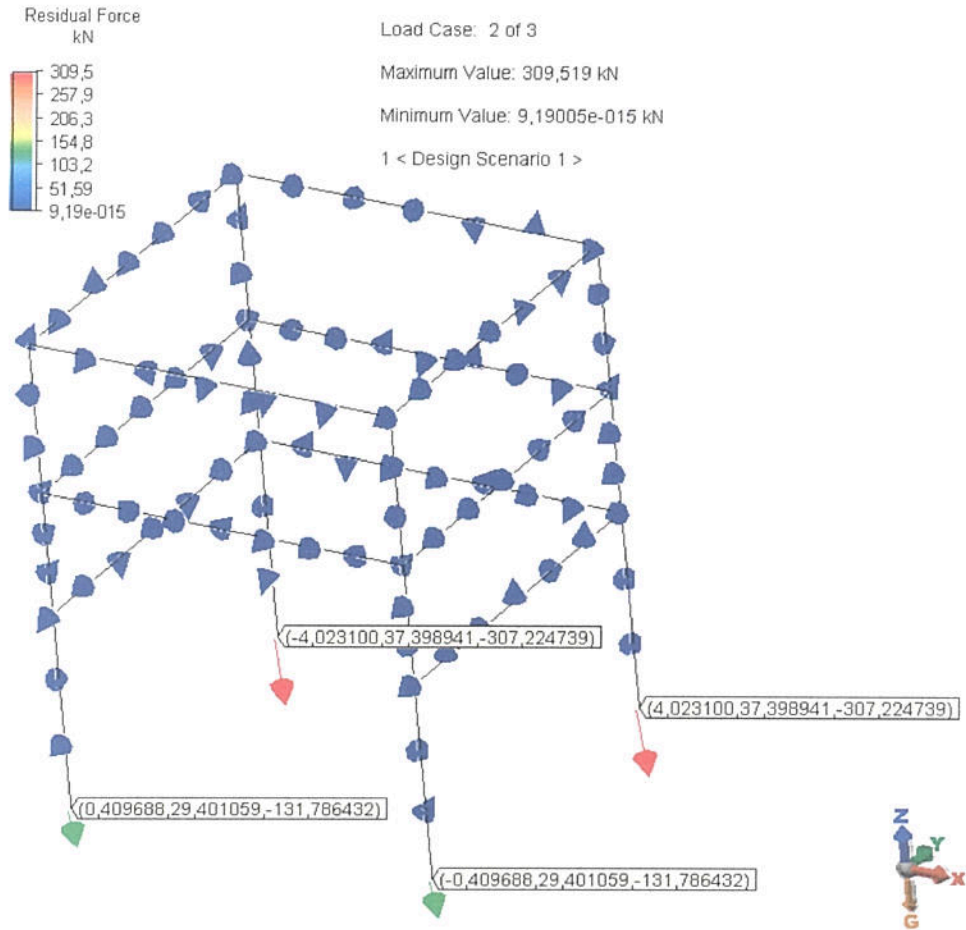 Residual Force
kN
309,5
257,9
206,3
154,8
103,2
51,59
9,19e-015
Load Case: 2 of 3
Maximum Value: 309,519 kN
Minimum Value: 9,19005e-015 kN
1 < Design Scenario 1 >
(-4,023100,37,398941,-307,224739)
(4,023100,37,398941,-307,224739)
(0,409688,29,401059,-131,786432)
(-0,409688,29,401059,-131,786432)
Z
Y
X
G